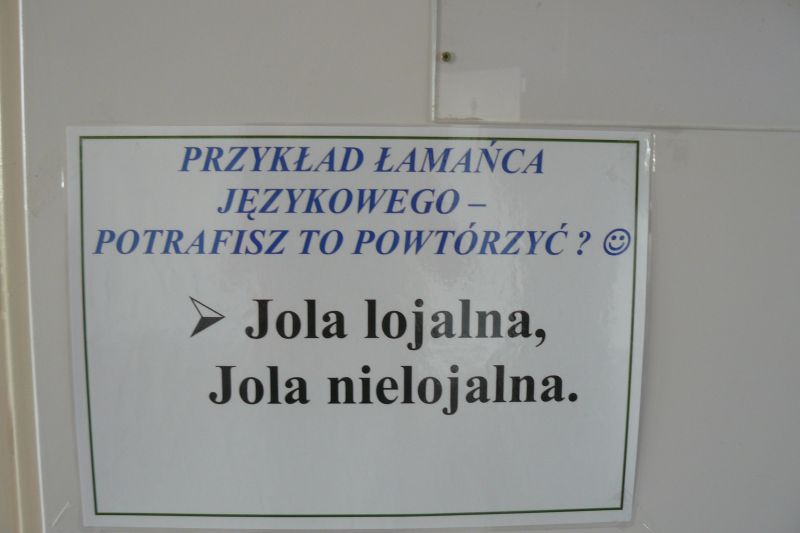 PRZYKŁAD ŁAMAŃCA
JĘZYKOWEGO –
POTRAFISZ TO POWTÓRZYĆ ? ☺
➢ Jola lojalna,
Jola nielojalna.